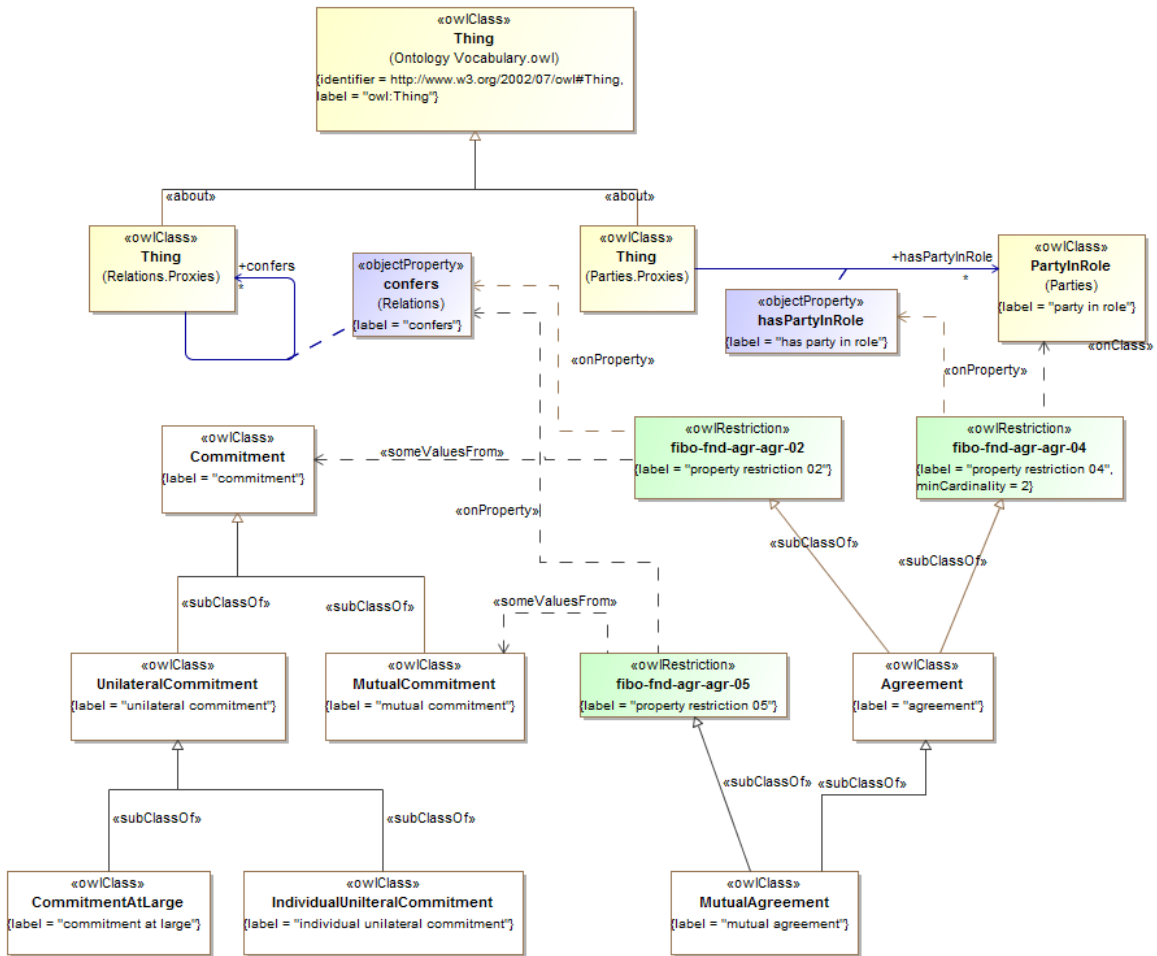 «owlClass»
Thing
(Ontology Vocabulary.owl)
{identifier = http://www.w3.org/2002/07/owl#Thing,
label = "owl:Thing"}
«about»
«about»
«owlClass»
Thing
(Relations.Proxies)
+confers
*
«objectProperty»
confers
(Relations)
{label = "confers"}
«owlClass»
Thing
(Parties.Proxies)
+hasPartyInRole
*
«objectProperty»
hasPartyInRole
{label = "has party in role"}
«owlClass»
PartyInRole
(Parties)
{label = "party in role"}
«onClass»
«onProperty»
«onProperty»
«owlClass»
Commitment
{label = "commitment"}
«someValuesFrom»
«owlRestriction»
fibo-fnd-agr-agr-02
{label = "property restriction 02"}
«owlRestriction»
fibo-fnd-agr-agr-04
{label = "property restriction 04",
minCardinality = 2}
«onProperty»
«subClassOf»
«subClassOf»
«subClassOf»
«subClassOf»
«someValuesFrom»
«owlClass»
UnilateralCommitment
{label = "unilateral commitment"}
«owlClass»
MutualCommitment
{label = "mutual commitment"}
«owlRestriction»
fibo-fnd-agr-agr-05
{label = "property restriction 05"}
«owlClass»
Agreement
{label = "agreement"}
«subClassOf»
«subClassOf»
«subClassOf»
«subClassOf»
«owlClass»
CommitmentAtLarge
{label = "commitment at large"}
«owlClass»
IndividualUnilteralCommitment
{label = "individual unilateral commitment"}
«owlClass»
MutualAgreement
{label = "mutual agreement"}